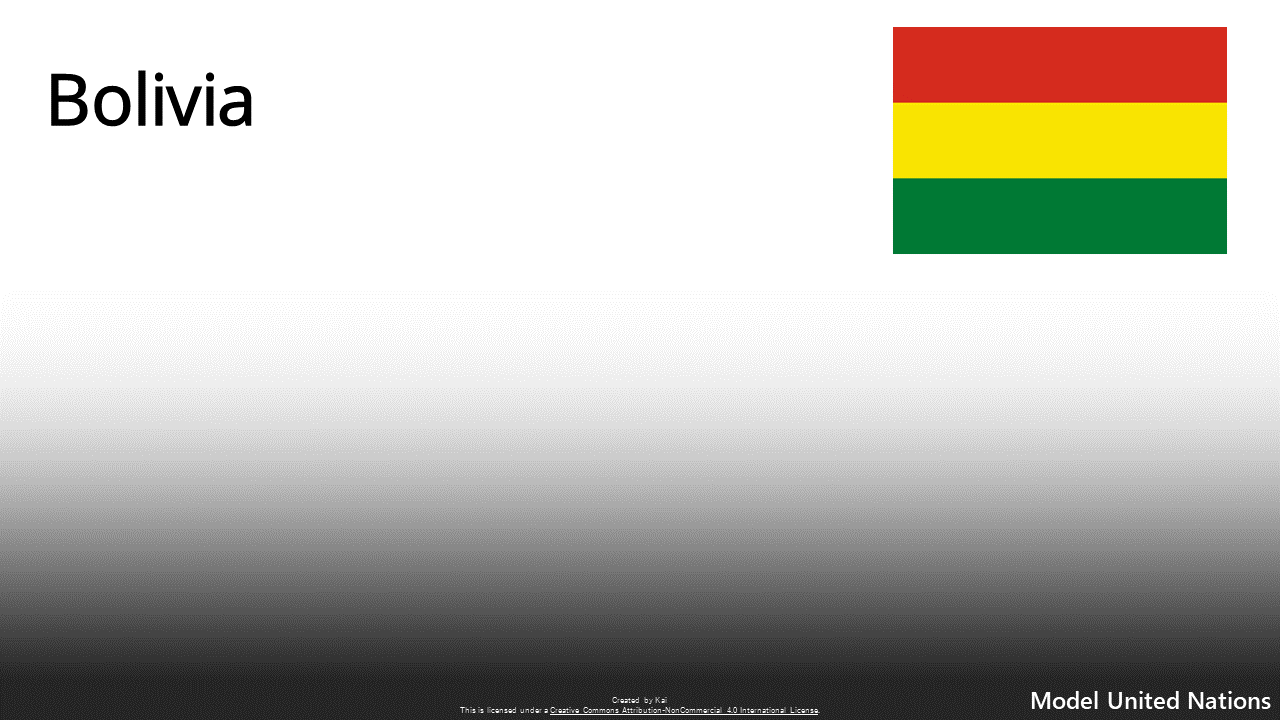 Bolivia
Created by Kai
This is licensed under a Creative Commons Attribution-NonCommercial 4.0 International License.
Model United Nations